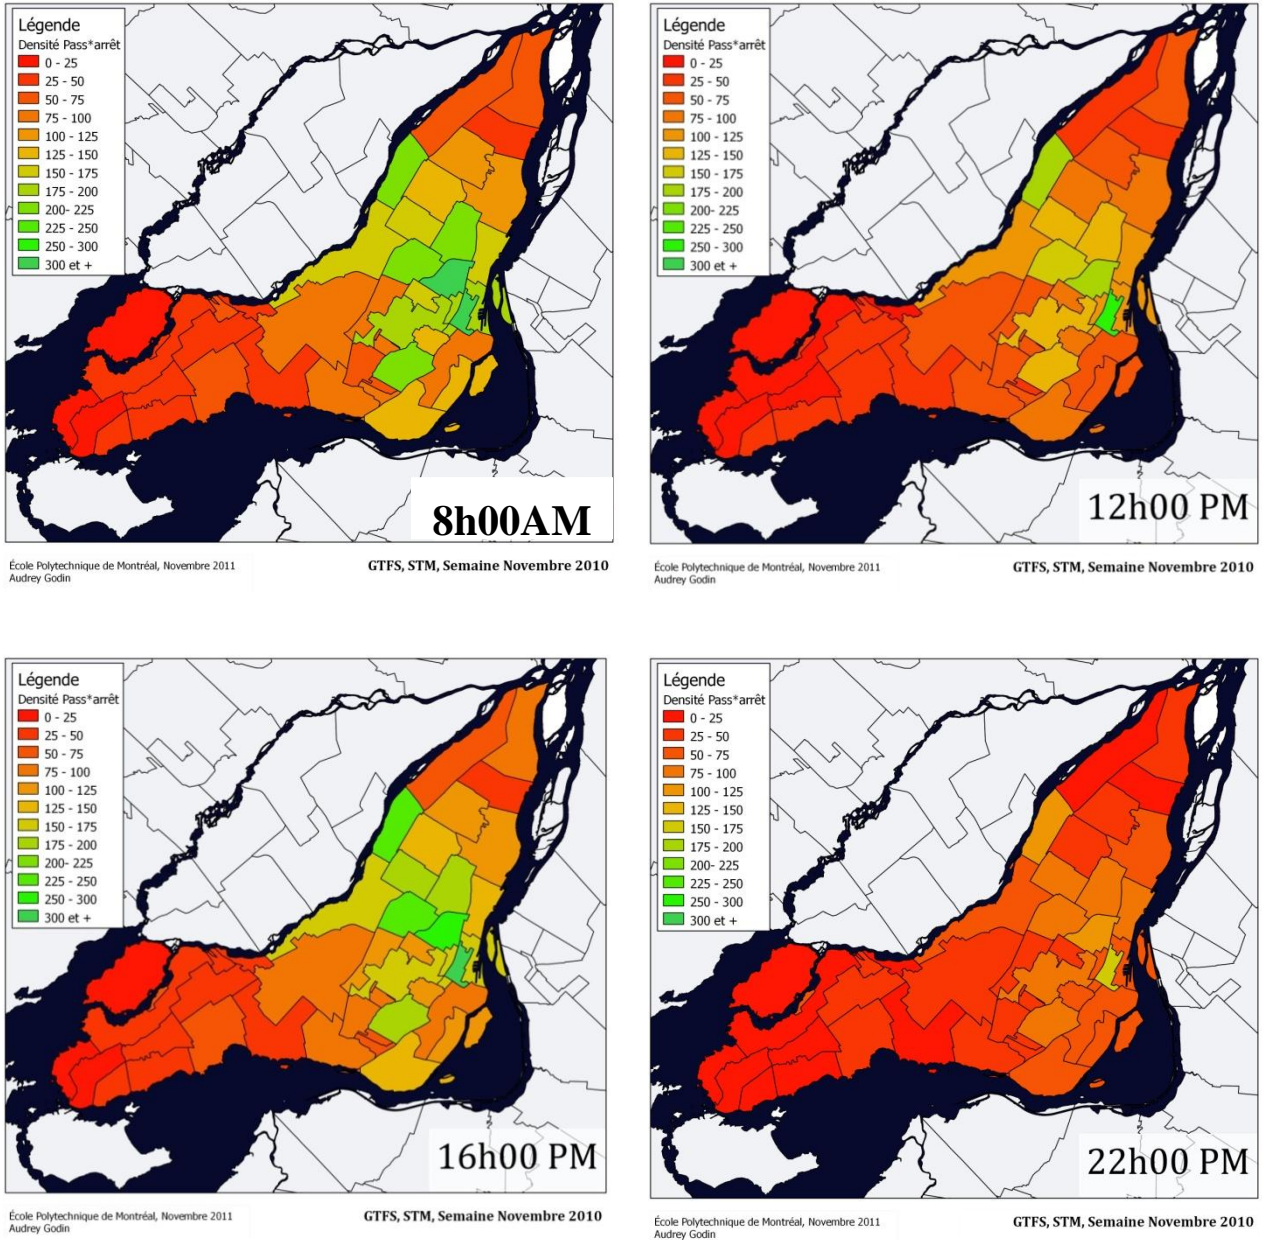 Légende
Densité Pass*arrêt
0 - 25
25 - 50
50 - 75
75 - 100
100 - 125
125 - 150
150 - 175
175 - 200
200- 225
225 - 250
250 - 300
300 et +
8h00AM
École Polytechnique de Montréal, Novembre 2011
Audrey Godin
GTFS, STM, Semaine Novembre 2010
Légende
Densité Pass*arrêt
0 - 25
25 - 50
50 - 75
75 - 100
100 - 125
125 - 150
150 - 175
175 - 200
200- 225
225 - 250
250 - 300
300 et +
12h00 PM
École Polytechnique de Montréal, Novembre 2011
Audrey Godin
GTFS, STM, Semaine Novembre 2010
Légende
Densité Pass*arrêt
0 - 25
25 - 50
50 - 75
75 - 100
100 - 125
125 - 150
150 - 175
175 - 200
200- 225
225 - 250
250 - 300
300 et +
16h00 PM
École Polytechnique de Montréal, Novembre 2011
Audrey Godin
GTFS, STM, Semaine Novembre 2010
Légende
Densité Pass*arrêt
0 - 25
25 - 50
50 - 75
75 - 100
100 - 125
125 - 150
150 - 175
175 - 200
200- 225
225 - 250
250 - 300
300 et +
22h00 PM
École Polytechnique de Montréal, Novembre 2011
Audrey Godin
GTFS, STM, Semaine Novembre 2010